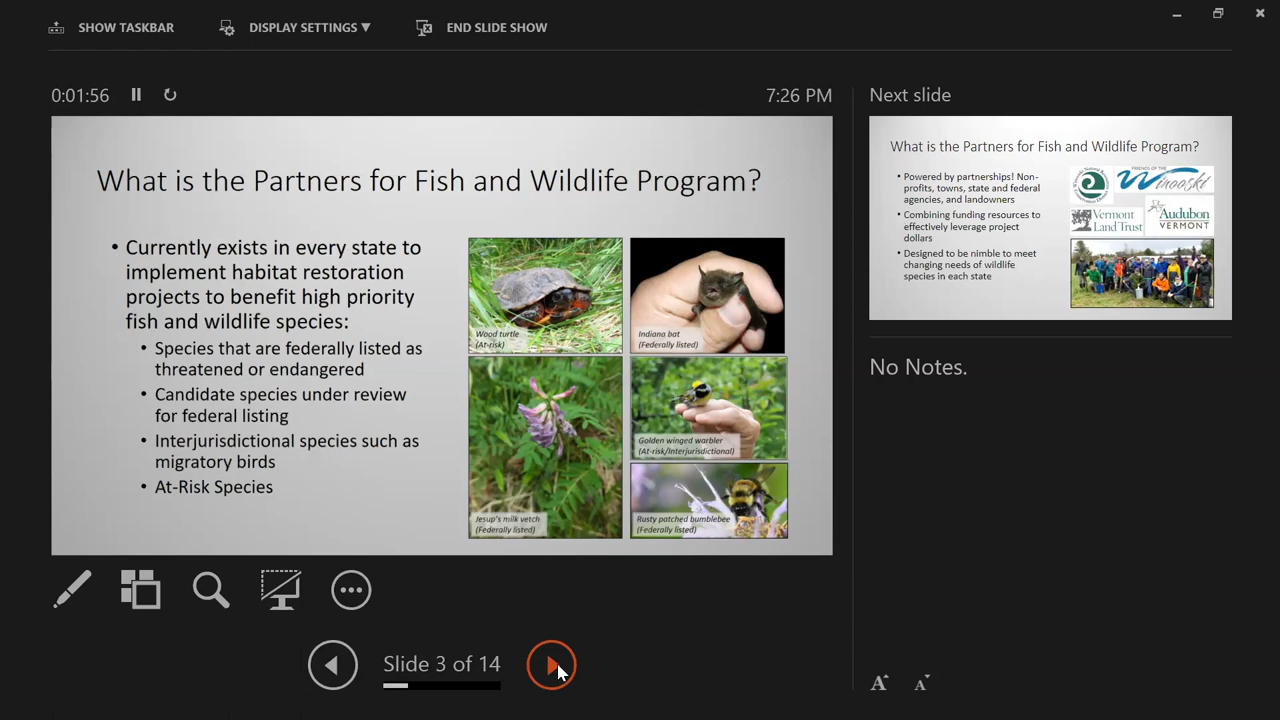 SHOW TASKBAR
DISPLAY SETTINGS ▼
END SLIDE SHOW
0:01:56
7:26 PM
What is the Partners for Fish and Wildlife Program?
• Currently exists in every state to
implement habitat restoration
projects to benefit high priority
fish and wildlife species:
• Species that are federally listed as
threatened or endangered
• Candidate species under review
for federal listing
• Interjurisdictional species such as
migratory birds
• At-Risk Species
Wood turtle
(At-risk)
Indiana bat
(Federally listed)
Jesup's milk vetch
(Federally listed)
Golden winged warbler
(At-risk/Interjurisdictional)
Rusty patched bumblebee
(Federally listed)
Slide 3 of 14
Next slide
What is the Partners for Fish and Wildlife Program?
• Powered by partnerships! Non-
profits, towns, state and federal
agencies, and landowners
• Combining funding resources to
effectively leverage project
dollars
• Designed to be nimble to meet
changing needs of wildlife
species in each state
FRIENDS OF THE
Winooski
Vermont
Land Trust
Audubon
VERMONT
No Notes.
A
A